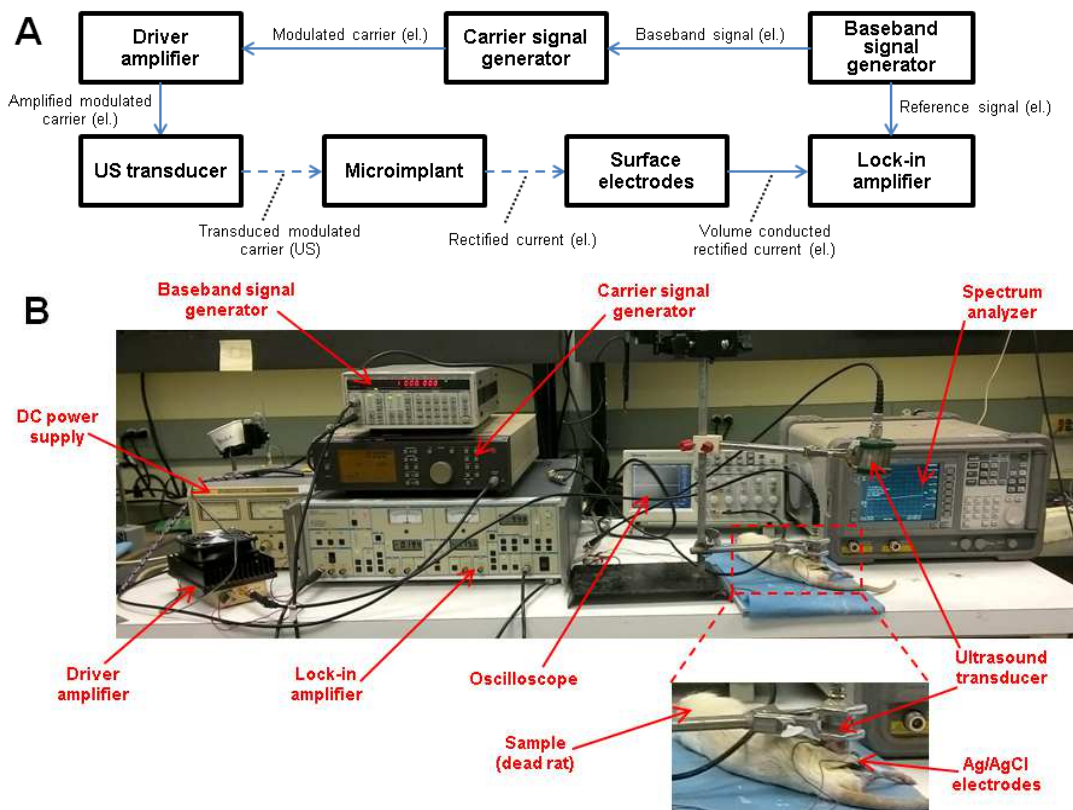 A
Driver
amplifier
Modulated carrier (el.)
Carrier signal
generator
Baseband signal (el.)
Baseband
signal
generator
Amplified modulated
carrier (el.)
Reference signal (el.)
US transducer
Microimplant
Surface
electrodes
Lock-in
amplifier
Transduced modulated
carrier (US)
Rectified current (el.)
Volume conducted
rectified current (el.)
B
Baseband signal
generator
Carrier signal
generator
Spectrum
analyzer
DC power
supply
1 000.000
Driver
amplifier
Lock-in
amplifier
Oscilloscope
Ultrasound
transducer
Sample
(dead rat)
Ag/AgCl
electrodes